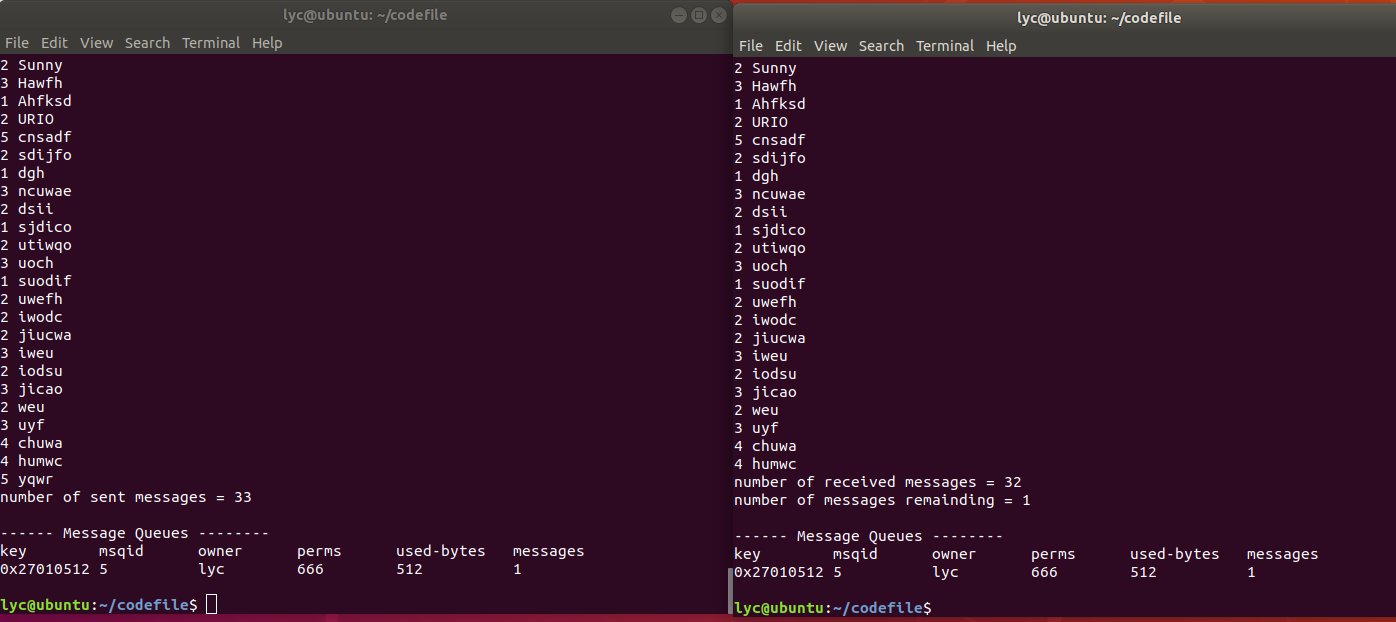 lyc@ubuntu: ~/codefile
File Edit View Search Terminal Help
2 Sunny
3 Hawfh
1 Ahfksd
2 URIO
5 cnsadf
2 sdijfo
1 dgh
3 ncuwae
2 dsii
1 sjdico
2 utiwqo
3 uoch
1 suodif
2 uwefh
2 iwodc
2 jiucwa
3 iweu
2 iodsu
3 jicao
2 weu
3 uyf
4 chuwa
4 humwc
5 yqwr
number of sent messages = 33
------ Message Queues --------
key msqid owner perms used-bytes messages
0x27010512 5 lyc 666 512 1
lyc@ubuntu:~/codefile$
lyc@ubuntu: ~/codefile
File Edit View Search Terminal Help
2 Sunny
3 Hawfh
1 Ahfksd
2 URIO
5 cnsadf
2 sdijfo
1 dgh
3 ncuwae
2 dsii
1 sjdico
2 utiwqo
3 uoch
1 suodif
2 uwefh
2 iwodc
2 jiucwa
3 iweu
2 iodsu
3 jicao
2 weu
3 uyf
4 chuwa
4 humwc
number of received messages = 32
number of messages remainding = 1
------ Message Queues --------
key msqid owner perms used-bytes messages
0x27010512 5 lyc 666 512 1
lyc@ubuntu:~/codefile$